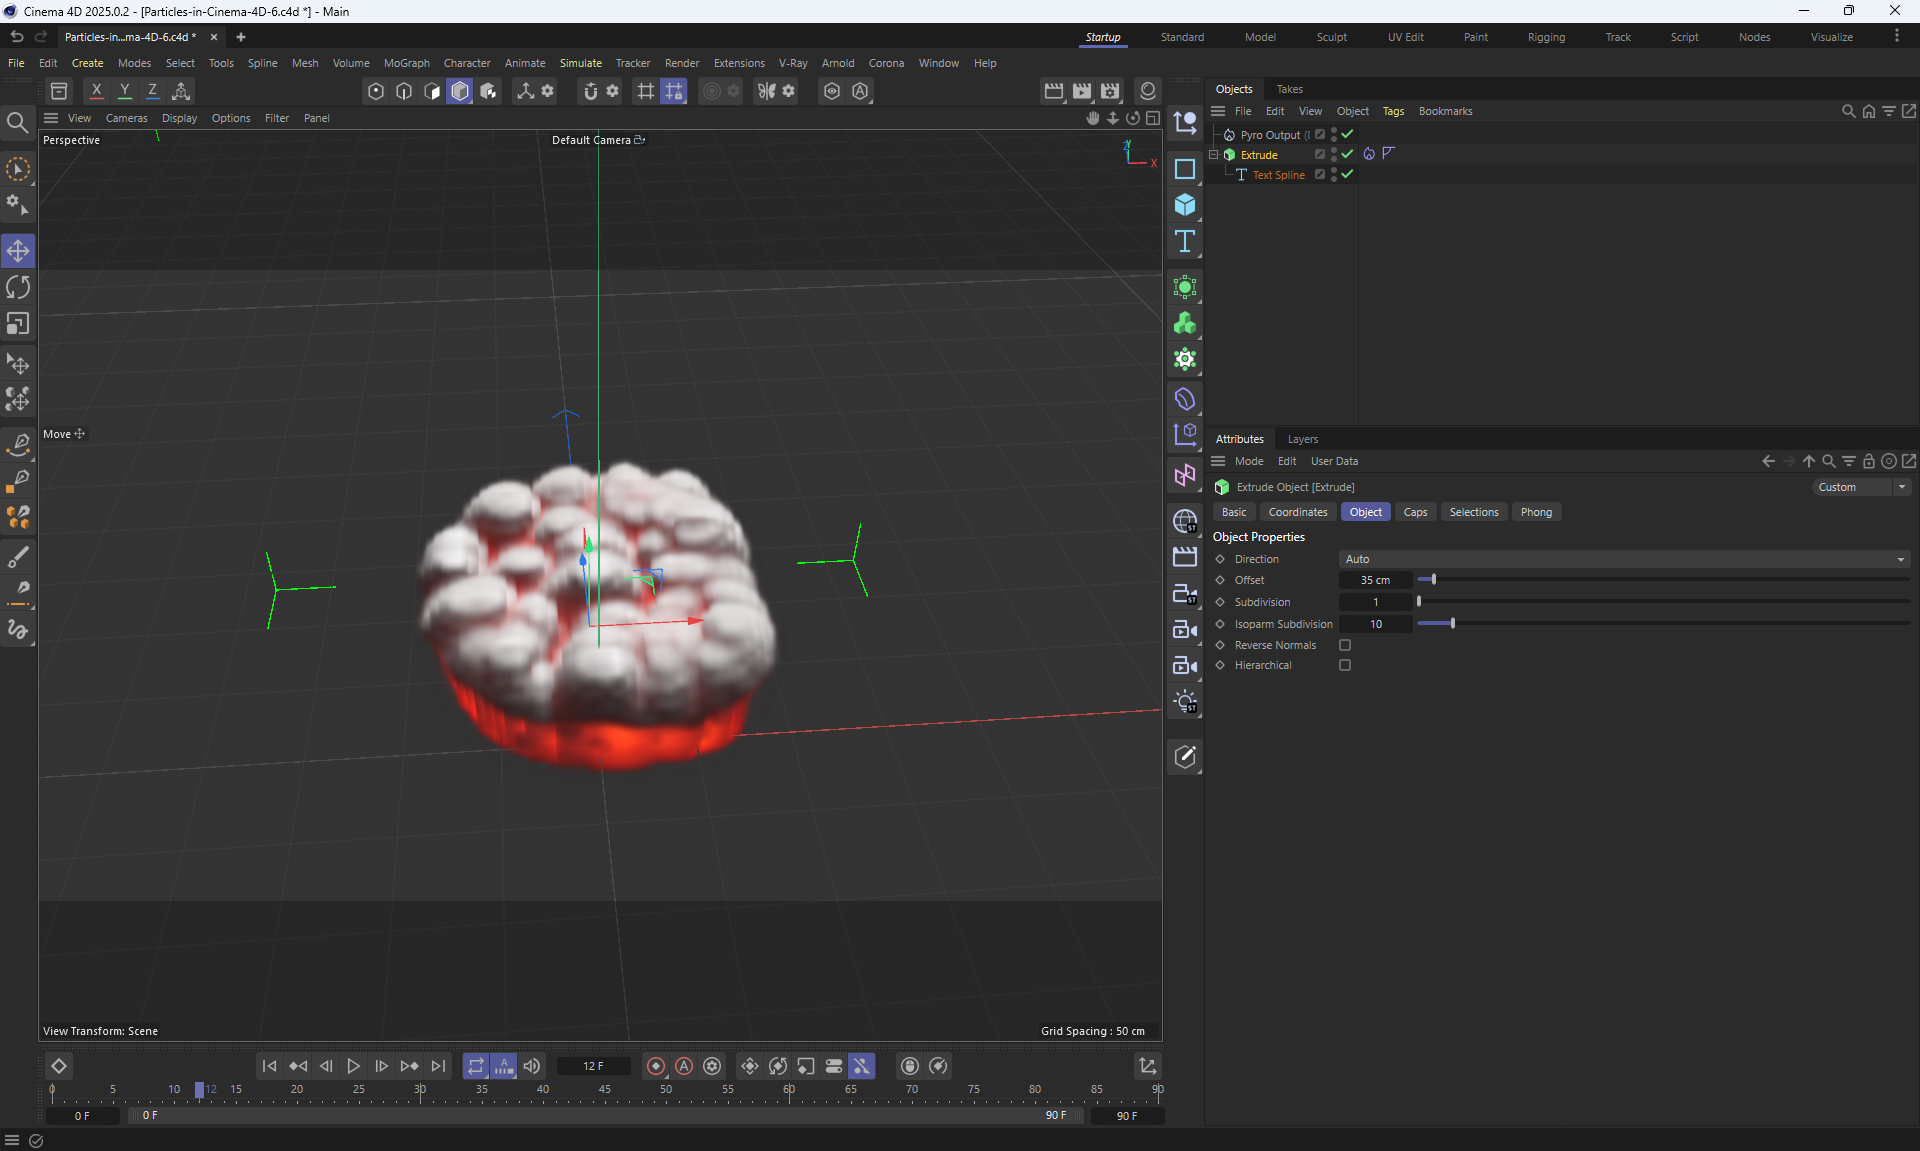 Cinema 4D 2025.0.2 - [Particles-in-Cinema-4D-6.c4d *] - Main
Particles-in...ma-4D-6.c4d *
Startup Standard Model Sculpt UV Edit Paint Rigging Track Script Nodes Visualize
File Edit Create Modes Select Tools Spline Mesh Volume MoGraph Character Animate Simulate Tracker Render Extensions V-Ray Arnold Corona Window Help
X Y Z
Objects Takes
View Cameras Display Options Filter Panel
File Edit View Object Tags Bookmarks
Perspective
Default Camera
Y
X
Pyro Output
Extrude
Text Spline
Move
Attributes Layers
Mode Edit User Data
Extrude Object [Extrude]
Custom
Basic Coordinates Object Caps Selections Phong
Object Properties
Direction Auto
Offset 35 cm
Subdivision 1
Isoparm Subdivision 10
Reverse Normals
Hierarchical
ST
ST
ST
View Transform: Scene
Grid Spacing : 50 cm
12 F
0 5 10 12 15 20 25 30 35 40 45 50 55 60 65 70 75 80 85 90
0 F 0 F 90 F 90 F